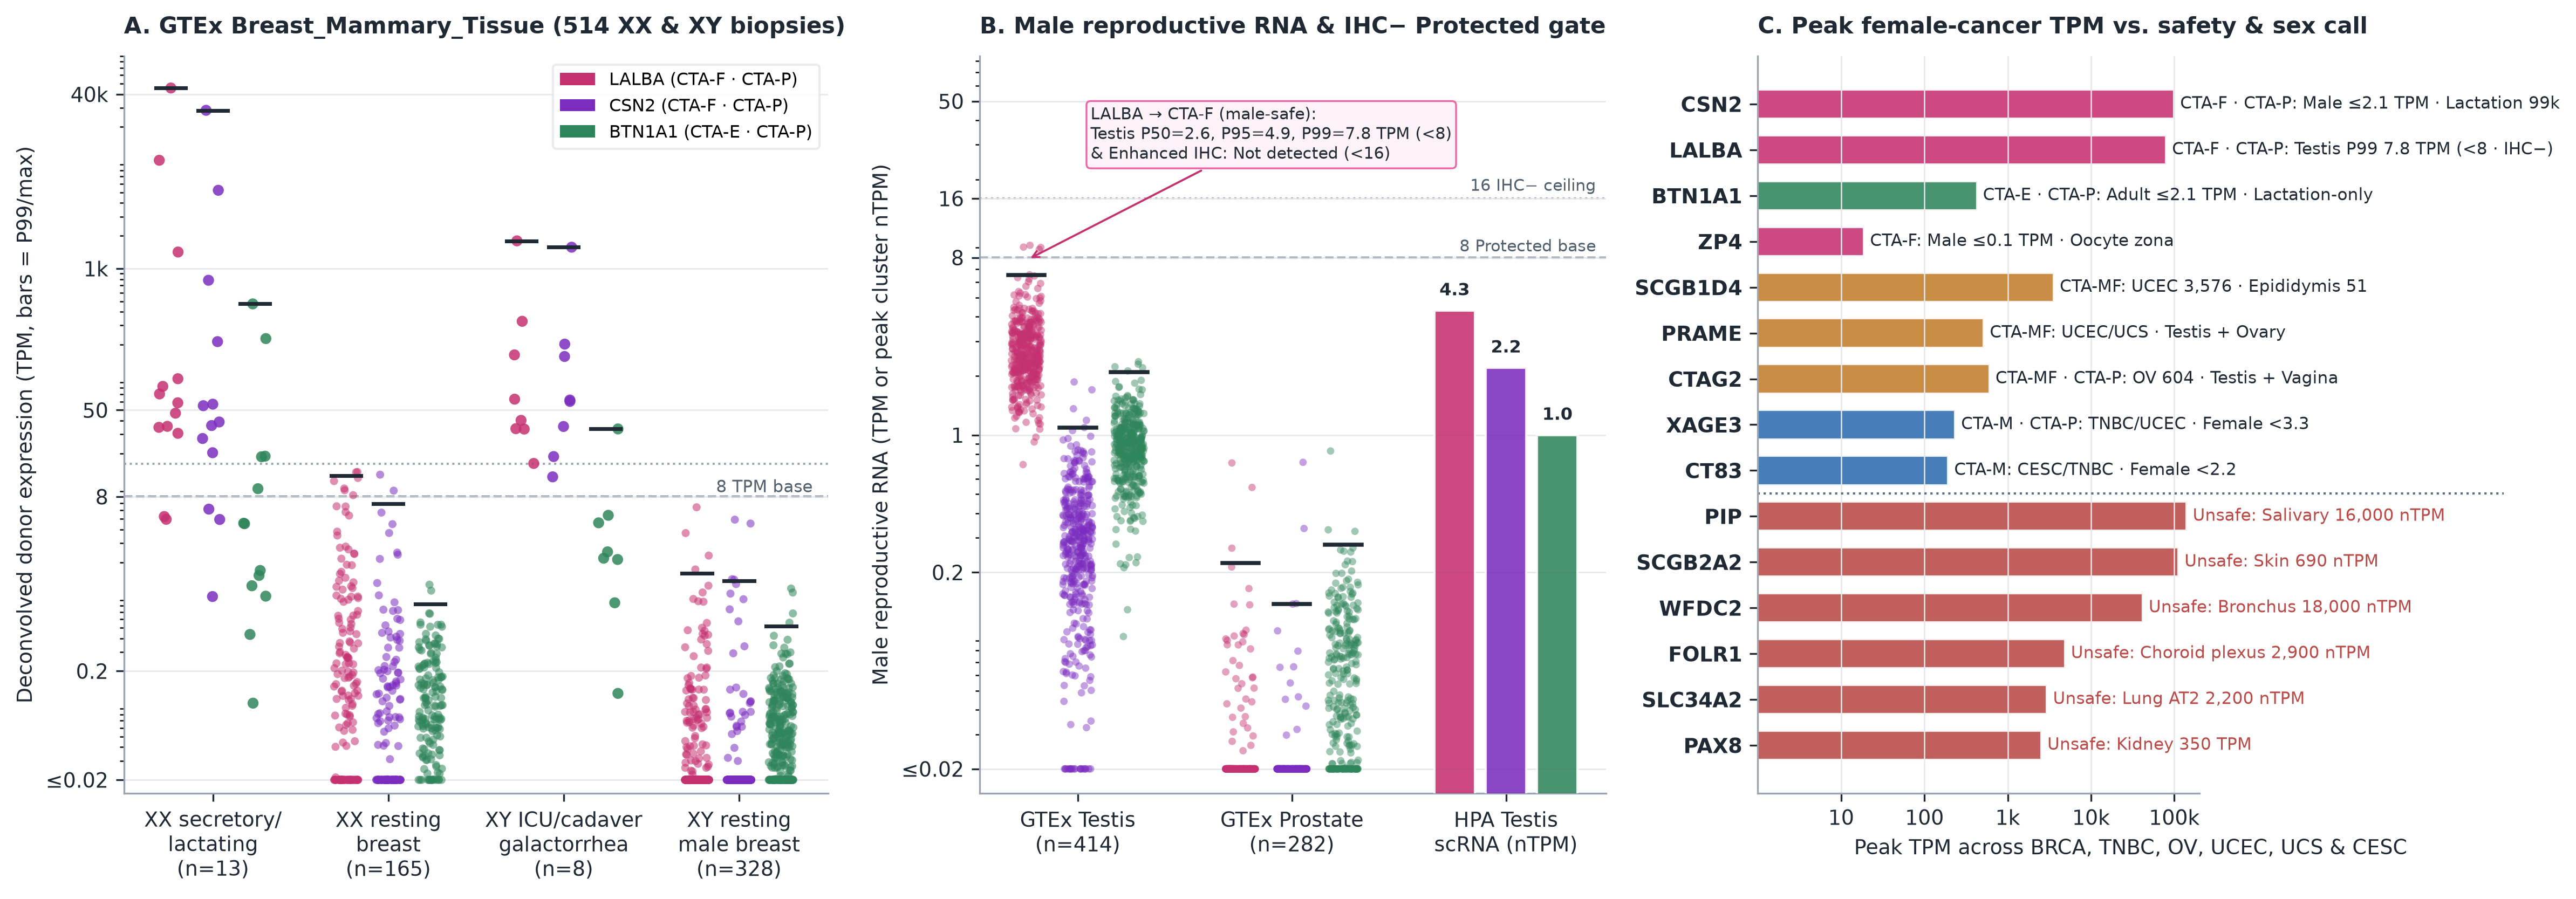 A. GTEx Breast_Mammary_Tissue (514 XX & XY biopsies)
Deconvolved donor expression (TPM, bars = P99/max)
40k
1k
50
8
0.2
≤0.02
LALBA (CTA-F · CTA-P)
CSN2 (CTA-F · CTA-P)
BTN1A1 (CTA-E · CTA-P)
8 TPM base
XX secretory/
lactating
(n=13)
XX resting
breast
(n=165)
XY ICU/cadaver
galactorrhea
(n=8)
XY resting
male breast
(n=328)
B. Male reproductive RNA & IHC− Protected gate
Male reproductive RNA (TPM or peak cluster nTPM)
50
16
8
1
0.2
≤0.02
LALBA → CTA-F (male-safe):
Testis P50=2.6, P95=4.9, P99=7.8 TPM (<8)
& Enhanced IHC: Not detected (<16)
16 IHC− ceiling
8 Protected base
4.3
2.2
1.0
GTEx Testis
(n=414)
GTEx Prostate
(n=282)
HPA Testis
scRNA (nTPM)
C. Peak female-cancer TPM vs. safety & sex call
CSN2
CTA-F · CTA-P: Male ≤2.1 TPM · Lactation 99k
LALBA
CTA-F · CTA-P: Testis P99 7.8 TPM (<8 · IHC−)
BTN1A1
CTA-E · CTA-P: Adult ≤2.1 TPM · Lactation-only
ZP4
CTA-F: Male ≤0.1 TPM · Oocyte zona
SCGB1D4
CTA-MF: UCEC 3,576 · Epididymis 51
PRAME
CTA-MF: UCEC/UCS · Testis + Ovary
CTAG2
CTA-MF · CTA-P: OV 604 · Testis + Vagina
XAGE3
CTA-M · CTA-P: TNBC/UCEC · Female <3.3
CT83
CTA-M: CESC/TNBC · Female <2.2
PIP
Unsafe: Salivary 16,000 nTPM
SCGB2A2
Unsafe: Skin 690 nTPM
WFDC2
Unsafe: Bronchus 18,000 nTPM
FOLR1
Unsafe: Choroid plexus 2,900 nTPM
SLC34A2
Unsafe: Lung AT2 2,200 nTPM
PAX8
Unsafe: Kidney 350 TPM
10
100
1k
10k
100k
Peak TPM across BRCA, TNBC, OV, UCEC, UCS & CESC